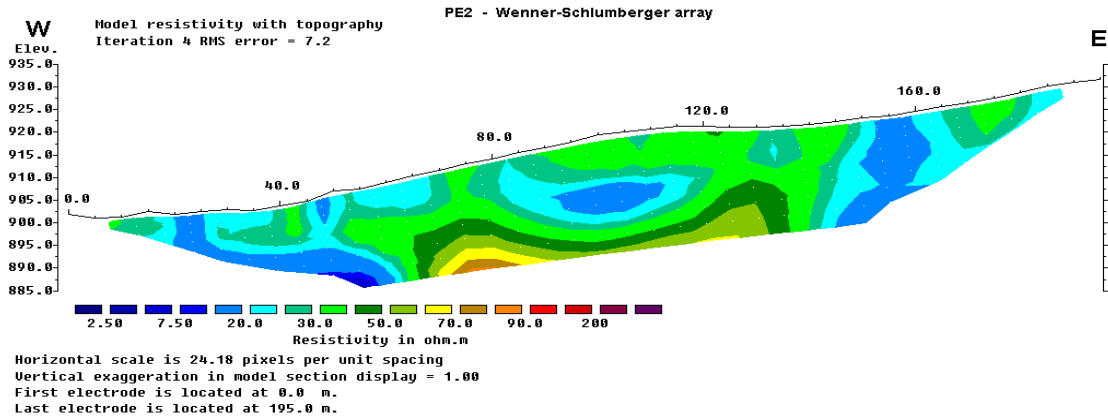 PE2 - Wenner-Schlumberger array
W
Model resistivity with topography
Iteration 4 RMS error = 7.2
E
Elev.
935.0
930.0
925.0
920.0
915.0
910.0
905.0
900.0
895.0
890.0
885.0
0.0
40.0
80.0
120.0
160.0
2.50 7.50 20.0 30.0 50.0 70.0 90.0 200
Resistivity in ohm.m
Horizontal scale is 24.18 pixels per unit spacing
Vertical exaggeration in model section display = 1.00
First electrode is located at 0.0 m.
Last electrode is located at 195.0 m.